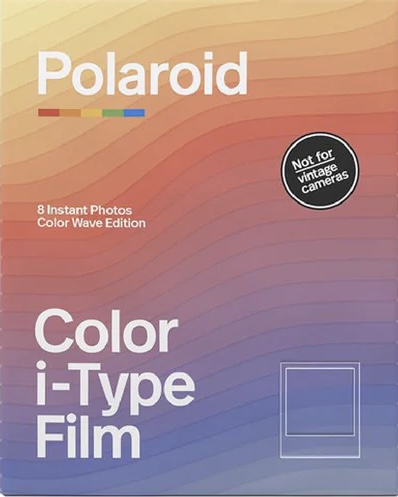 Polaroid
Not for
vintage
cameras
8 Instant Photos
Color Wave Edition
Color
i-Type
Film